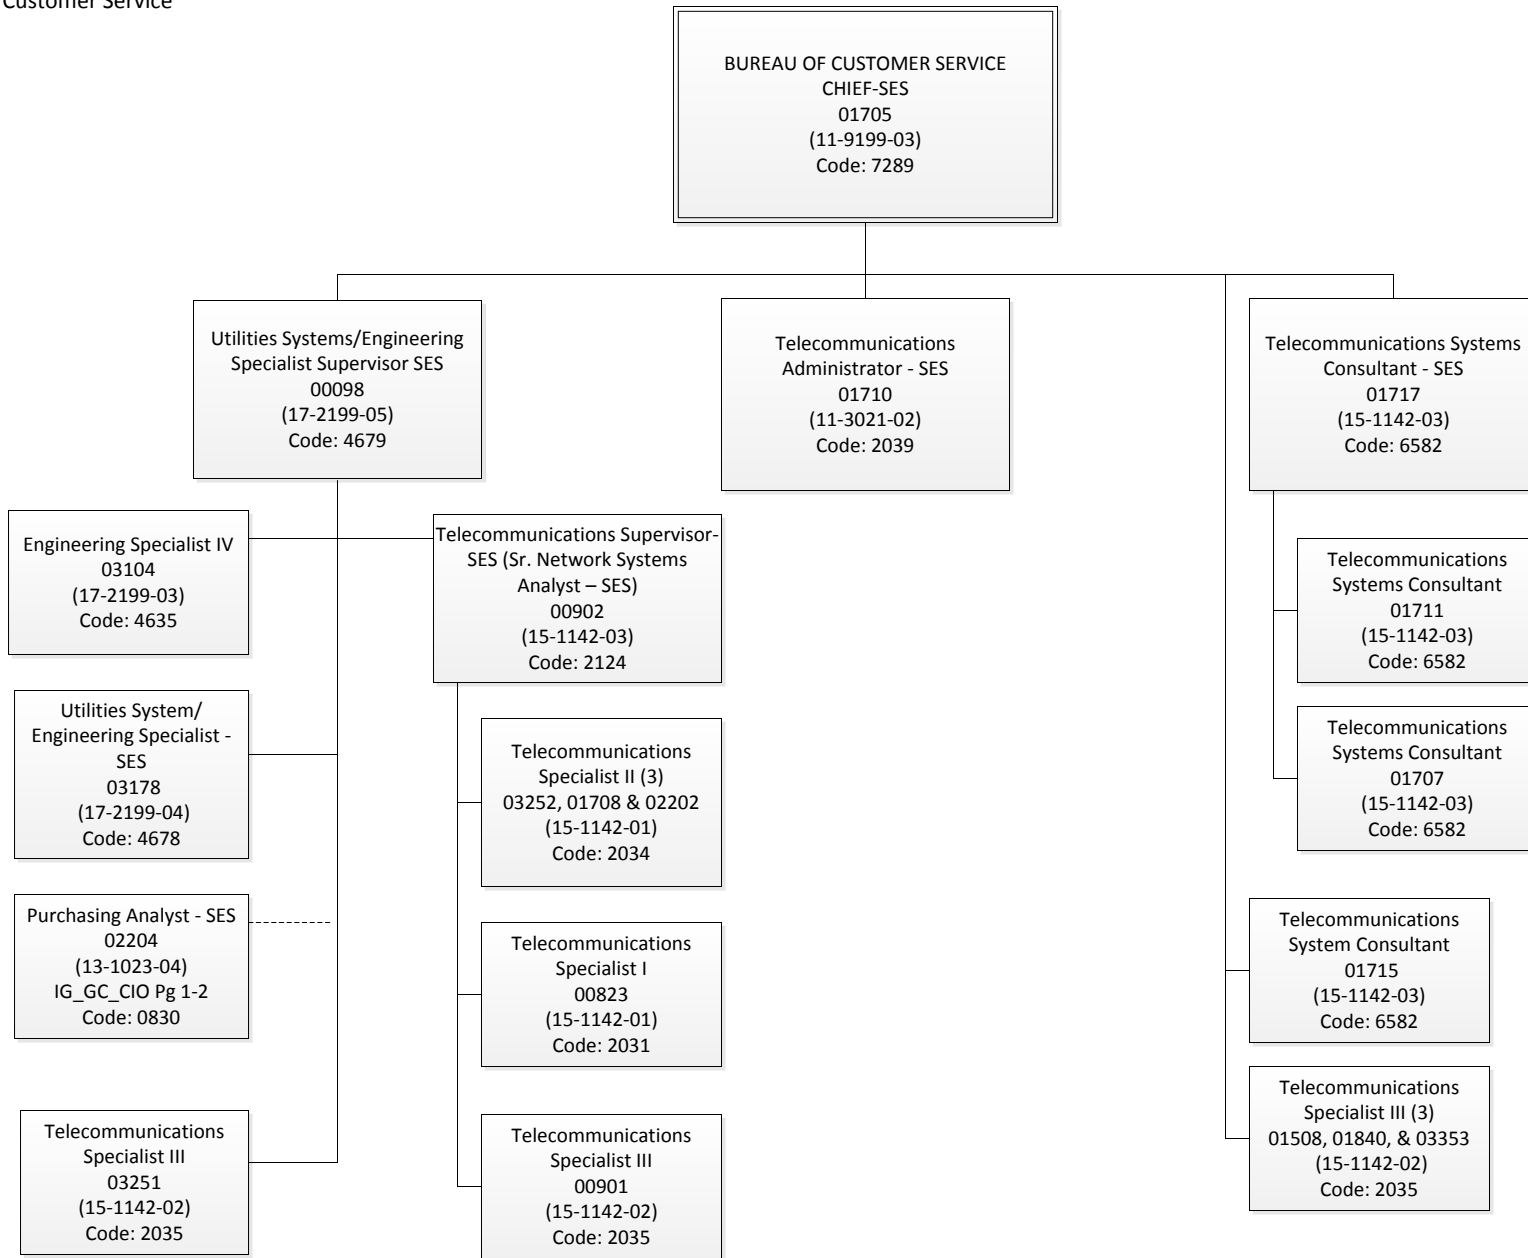 Customer Service
BUREAU OF CUSTOMER SERVICE
CHIEF-SES
01705
(11-9199-03)
Code: 7289
Utilities Systems/Engineering
Specialist Supervisor SES
00098
(17-2199-05)
Code: 4679
Telecommunications
Administrator - SES
01710
(11-3021-02)
Code: 2039
Telecommunications Systems
Consultant - SES
01717
(15-1142-03)
Code: 6582
Engineering Specialist IV
03104
(17-2199-03)
Code: 4635
Telecommunications Supervisor-
SES (Sr. Network Systems
Analyst – SES)
00902
(15-1142-03)
Code: 2124
Telecommunications
Systems Consultant
01711
(15-1142-03)
Code: 6582
Utilities System/
Engineering Specialist -
SES
03178
(17-2199-04)
Code: 4678
Telecommunications
Specialist II (3)
03252, 01708 & 02202
(15-1142-01)
Code: 2034
Telecommunications
Systems Consultant
01707
(15-1142-03)
Code: 6582
Purchasing Analyst - SES
02204
(13-1023-04)
IG_GC_CIO Pg 1-2
Code: 0830
Telecommunications
Specialist I
00823
(15-1142-01)
Code: 2031
Telecommunications
System Consultant
01715
(15-1142-03)
Code: 6582
Telecommunications
Specialist III
03251
(15-1142-02)
Code: 2035
Telecommunications
Specialist III
00901
(15-1142-02)
Code: 2035
Telecommunications
Specialist III (3)
01508, 01840, & 03353
(15-1142-02)
Code: 2035